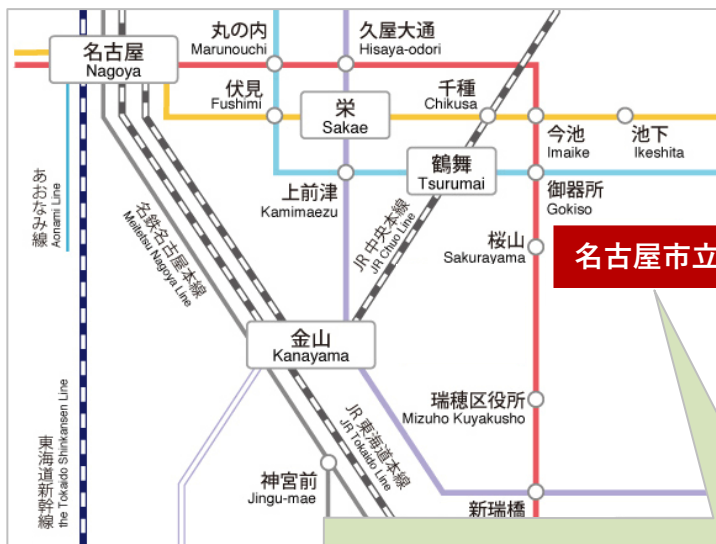 名古屋
Nagoya
丸の内
Marunouchi
久屋大通
Hisaya-odori
伏見
Fushimi
栄
Sakae
千種
Chikusa
今池
Imaike
池下
Ikeshita
上前津
Kamimaezu
鶴舞
Tsurumai
御器所
Gokiso
桜山
Sakurayama
名古屋市立
あおなみ線
Aonami Line
名鉄名古屋本線
Meitetsu Nagoya Line
JR 中央本線
JR Chuo Line
金山
Kanayama
瑞穂区役所
Mizuho Kuyakusho
JR 東海道本線
JR Tokaido Line
東海道新幹線
the Tokaido Shinkansen Line
神宮前
Jingu-mae
新瑞橋